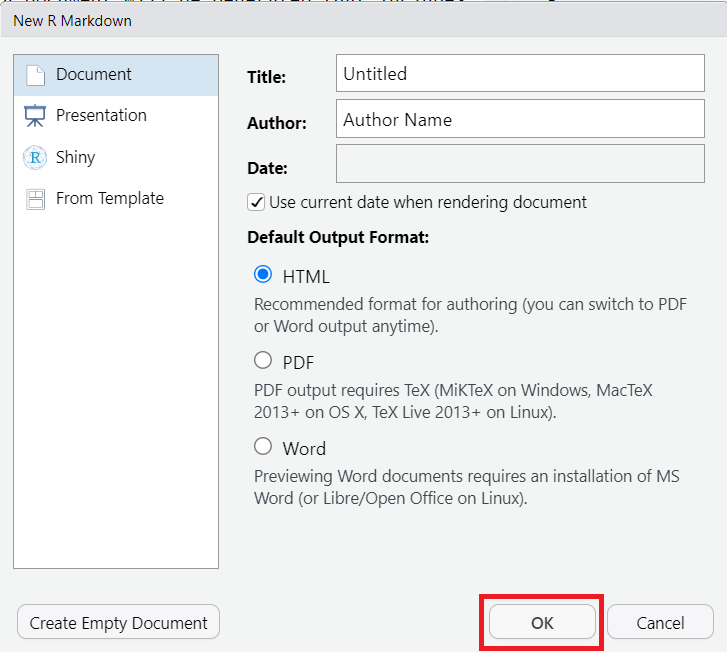 New R Markdown
Document
Presentation
R Shiny
From Template
Title: Untitled
Author: Author Name
Date:
Use current date when rendering document
Default Output Format:
HTML
Recommended format for authoring (you can switch to PDF
or Word output anytime).
PDF
PDF output requires TeX (MiKTeX on Windows, MacTeX
2013+ on OS X, TeX Live 2013+ on Linux).
Word
Previewing Word documents requires an installation of MS
Word (or Libre/Open Office on Linux).
Create Empty Document
OK
Cancel